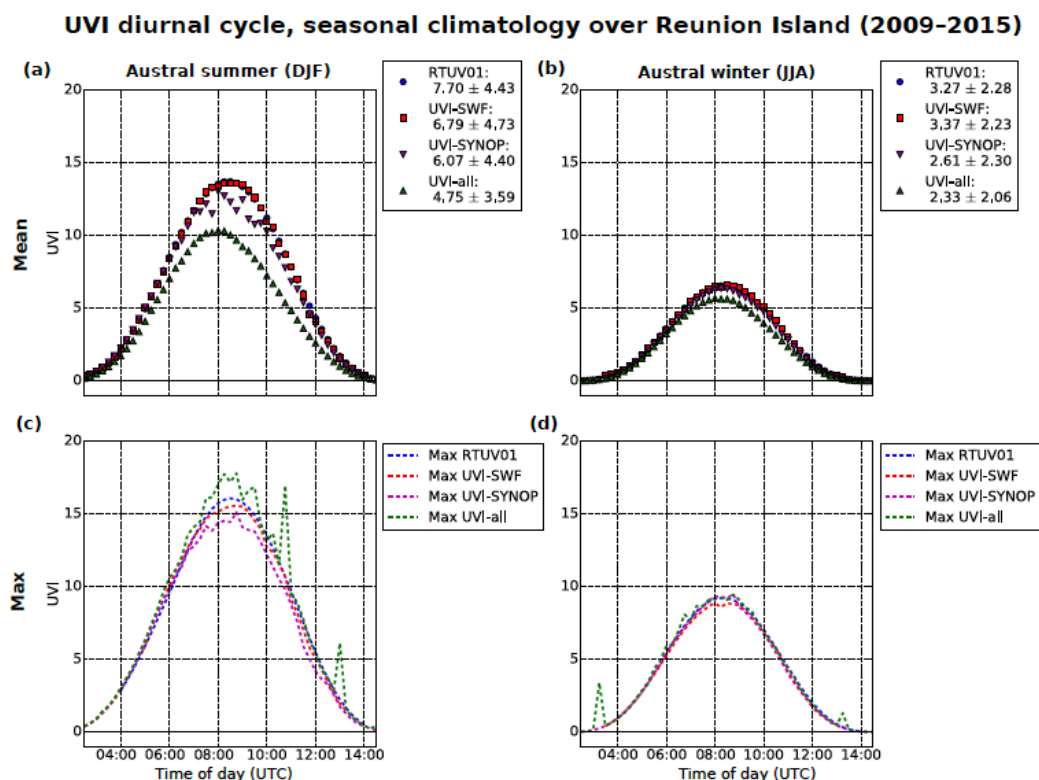 UVI diurnal cycle, seasonal climatology over Reunion Island (2009–2015)
(a)
Austral summer (DJF)
RTUV01:
7.70 ± 4.43
UVI-SWF:
6.79 ± 4.73
UVI-SYNOP:
6.07 ± 4.40
UVI-all:
4.75 ± 3.59
20
15
10
5
0
UVI
Mean
(b)
Austral winter (JJA)
RTUV01:
3.27 ± 2.28
UVI-SWF:
3.37 ± 2.23
UVI-SYNOP:
2.61 ± 2.30
UVI-all:
2.33 ± 2.06
20
15
10
5
0
(c)
Max RTUV01
Max UVI-SWF
Max UVI-SYNOP
Max UVI-all
20
15
10
5
0
UVI
Max
04:00 06:00 08:00 10:00 12:00 14:00
Time of day (UTC)
(d)
Max RTUV01
Max UVI-SWF
Max UVI-SYNOP
Max UVI-all
20
15
10
5
0
04:00 06:00 08:00 10:00 12:00 14:00
Time of day (UTC)